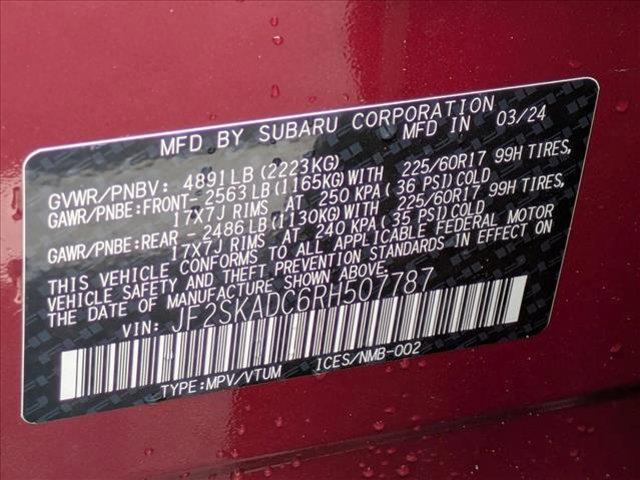 MFD BY SUBARU CORPORATION
MFD IN 03/24
GVWR/PNBV: 4891LB(2223KG)
GAWR/PNBE:FRONT- 2563LB(1165KG)WITH 225/60R17 99H TIRES,
17X7J RIMS AT 250 KPA(36 PSI)COLD
GAWR/PNBE:REAR - 2486LB(1130KG)WITH 225/60R17 99H TIRES,
17X7J RIMS AT 240 KPA(35 PSI)COLD
THIS VEHICLE CONFORMS TO ALL APPLICABLE FEDERAL MOTOR
VEHICLE SAFETY AND THEFT PREVENTION STANDARDS IN EFFECT ON
THE DATE OF MANUFACTURE SHOWN ABOVE.
VIN: JF2SKADC6RH507787
TYPE:MPV/VTUM ICES/NMB-002